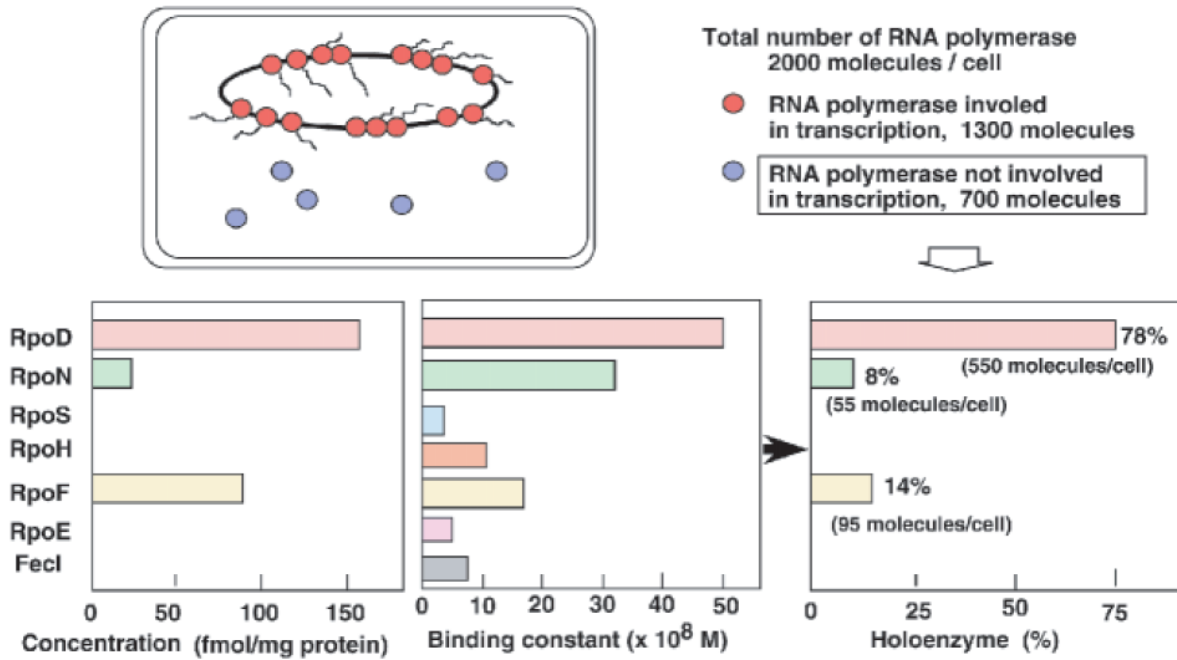 Total number of RNA polymerase
2000 molecules / cell
RNA polymerase involed
in transcription, 1300 molecules
RNA polymerase not involved
in transcription, 700 molecules
RpoD
RpoN
RpoS
RpoH
RpoF
RpoE
FecI
0 50 100 150
Concentration (fmol/mg protein)
0 10 20 30 40 50
Binding constant (x 10⁸ M)
78%
(550 molecules/cell)
8%
(55 molecules/cell)
14%
(95 molecules/cell)
0 25 50 75
Holoenzyme (%)